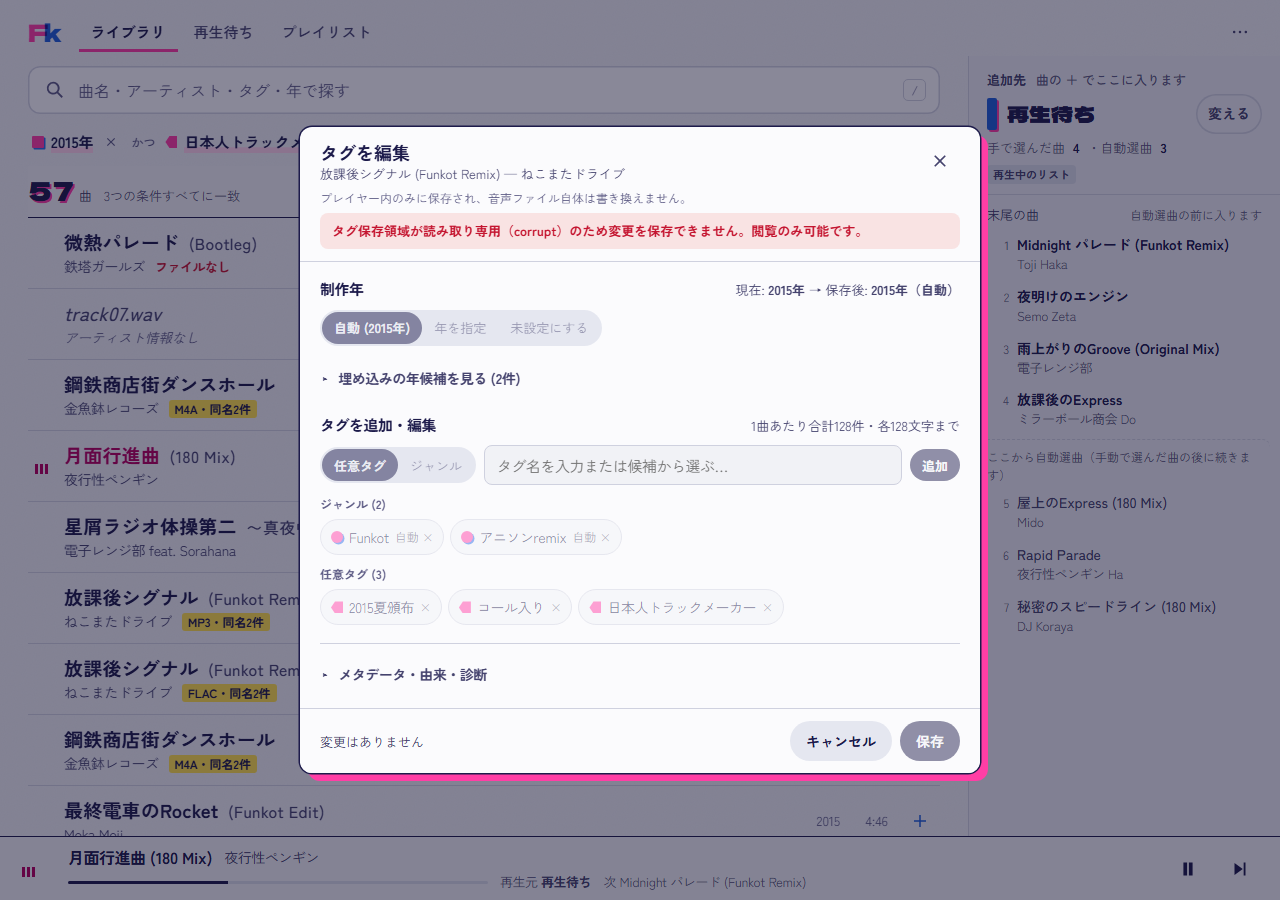 Fk ライブラリ 再生待ち プレイリスト …
曲名・アーティスト・タグ・年で探す /
2015年 × かつ 日本人トラックメ
57 曲 3つの条件すべてに一致
微熱パレード (Bootleg)
鉄塔ガールズ ファイルなし
track07.wav
アーティスト情報なし
鋼鉄商店街ダンスホール
金魚鉢レコーズ M4A・同名2件
月面行進曲 (180 Mix)
夜行性ペンギン
星屑ラジオ体操第二 ～真夜
電子レンジ部 feat. Sorahana
放課後シグナル (Funkot Rem
ねこまたドライブ MP3・同名2件
放課後シグナル (Funkot Rem
ねこまたドライブ FLAC・同名2件
鋼鉄商店街ダンスホール
金魚鉢レコーズ M4A・同名2件
最終電車のRocket (Funkot Edit)
Moka Moji
2015 4:46 +
タグを編集 ×
放課後シグナル (Funkot Remix) — ねこまたドライブ
プレイヤー内のみに保存され、音声ファイル自体は書き換えません。
タグ保存領域が読み取り専用（corrupt）のため変更を保存できません。閲覧のみ可能です。
制作年 現在: 2015年 → 保存後: 2015年（自動）
自動 (2015年) 年を指定 未設定にする
‣ 埋め込みの年候補を見る (2件)
タグを追加・編集 1曲あたり合計128件・各128文字まで
任意タグ ジャンル タグ名を入力または候補から選ぶ… 追加
ジャンル (2)
Funkot 自動 × アニソンremix 自動 ×
任意タグ (3)
2015夏頒布 × コール入り × 日本人トラックメーカー ×
‣ メタデータ・由来・診断
変更はありません キャンセル 保存
追加先 曲の ＋ でここに入ります
再生待ち 変える
手で選んだ曲 4 ・自動選曲 3
再生中のリスト
末尾の曲 自動選曲の前に入ります
1 Midnight パレード (Funkot Remix)
Toji Haka
2 夜明けのエンジン
Semo Zeta
3 雨上がりのGroove (Original Mix)
電子レンジ部
4 放課後のExpress
ミラーボール商会 Do
ここから自動選曲（手動で選んだ曲の後に続きま
す）
5 屋上のExpress (180 Mix)
Mido
6 Rapid Parade
夜行性ペンギン Ha
7 秘密のスピードライン (180 Mix)
DJ Koraya
月面行進曲 (180 Mix) 夜行性ペンギン
再生元 再生待ち 次 Midnight パレード (Funkot Remix)